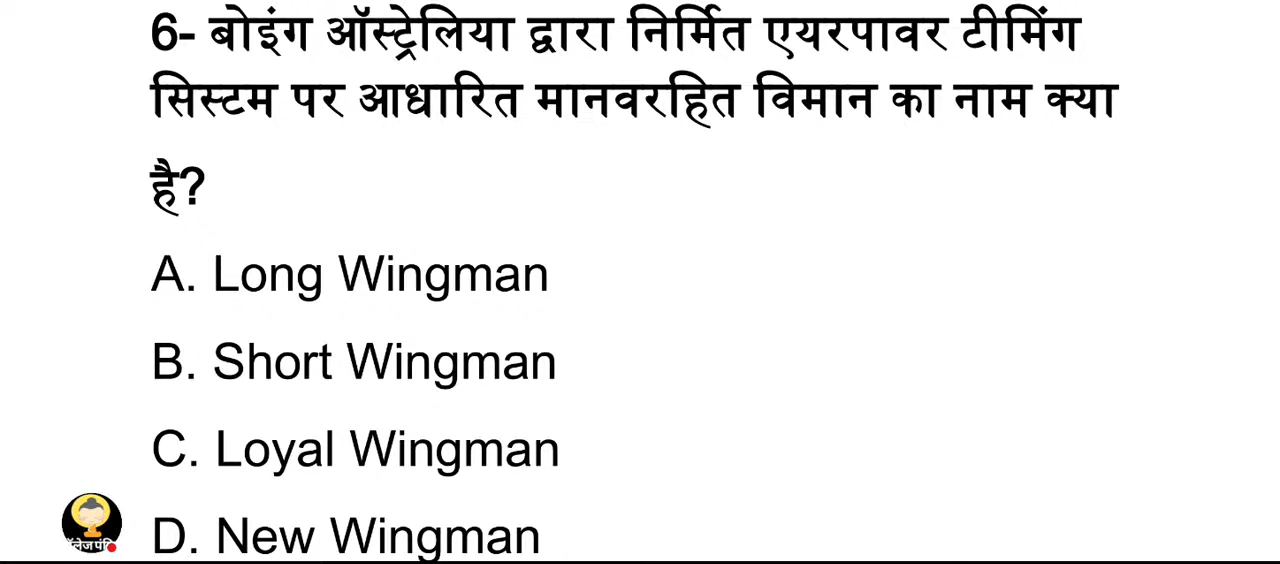 6- बोइंग ऑस्ट्रेलिया द्वारा निर्मित एयरपावर टीमिंग
सिस्टम पर आधारित मानवरहित विमान का नाम क्या
है?
A. Long Wingman
B. Short Wingman
C. Loyal Wingman
D. New Wingman